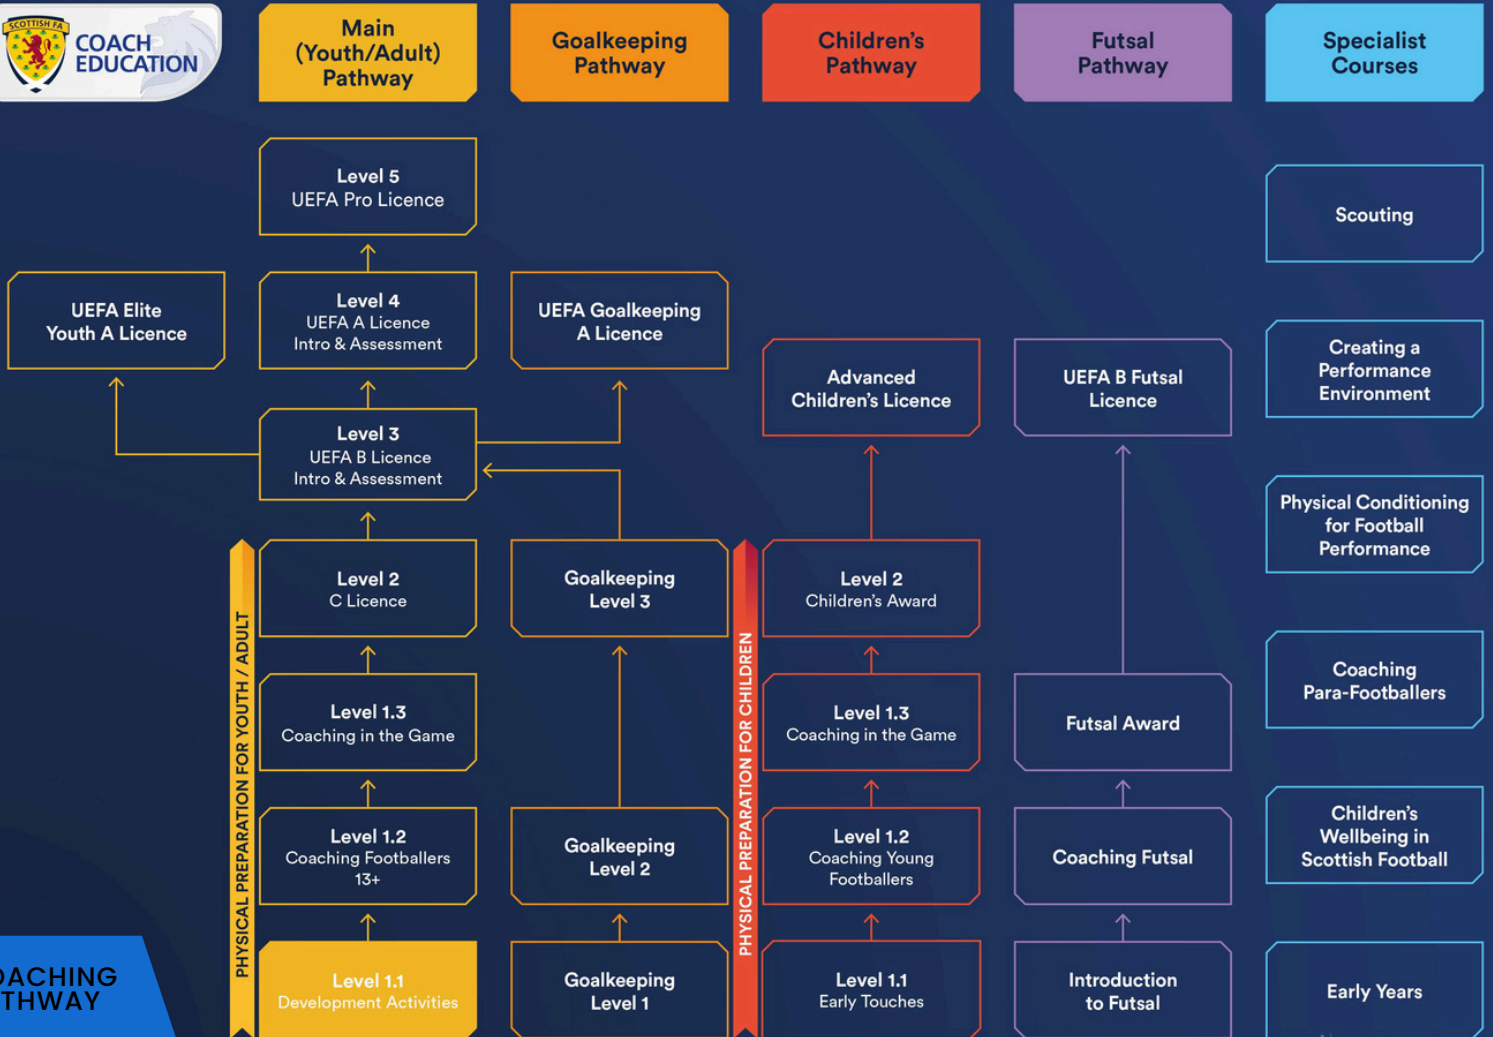 SCOTTISH FA
COACH
EDUCATION
Main
(Youth/Adult)
Pathway
Goalkeeping
Pathway
Children's
Pathway
Futsal
Pathway
Specialist
Courses
Level 5
UEFA Pro Licence
UEFA Elite
Youth A Licence
Level 4
UEFA A Licence
Intro & Assessment
Level 3
UEFA B Licence
Intro & Assessment
PHYSICAL PREPARATION FOR YOUTH / ADULT
Level 2
C Licence
Level 1.3
Coaching in the Game
Level 1.2
Coaching Footballers
13+
Level 1.1
Development Activities
UEFA Goalkeeping
A Licence
Goalkeeping
Level 3
Goalkeeping
Level 2
Goalkeeping
Level 1
PHYSICAL PREPARATION FOR CHILDREN
Advanced
Children's Licence
Level 2
Children's Award
Level 1.3
Coaching in the Game
Level 1.2
Coaching Young
Footballers
Level 1.1
Early Touches
UEFA B Futsal
Licence
Futsal Award
Coaching Futsal
Introduction
to Futsal
Scouting
Creating a
Performance
Environment
Physical Conditioning
for Football
Performance
Coaching
Para-Footballers
Children's
Wellbeing in
Scottish Football
Early Years
OACHING
THWAY